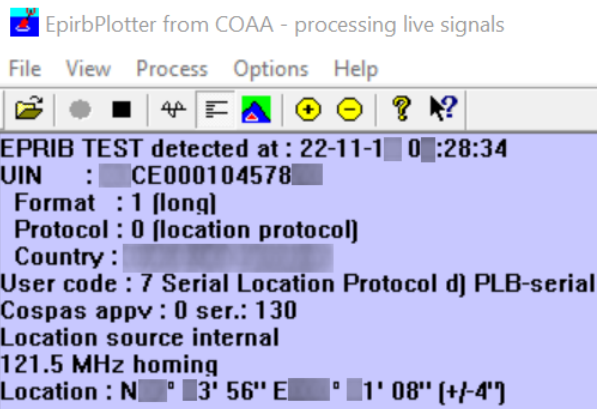 EpirbPlotter from COAA - processing live signals
File View Process Options Help
EPRIB TEST detected at : 22-11-1 0 :28:34
UIN : CE000104578
Format : 1 (long)
Protocol : 0 (location protocol)
Country :
User code : 7 Serial Location Protocol d) PLB-serial
Cospas appv : 0 ser.: 130
Location source internal
121.5 MHz homing
Location : N ° 3' 56" E ° 1' 08" (+/-4")